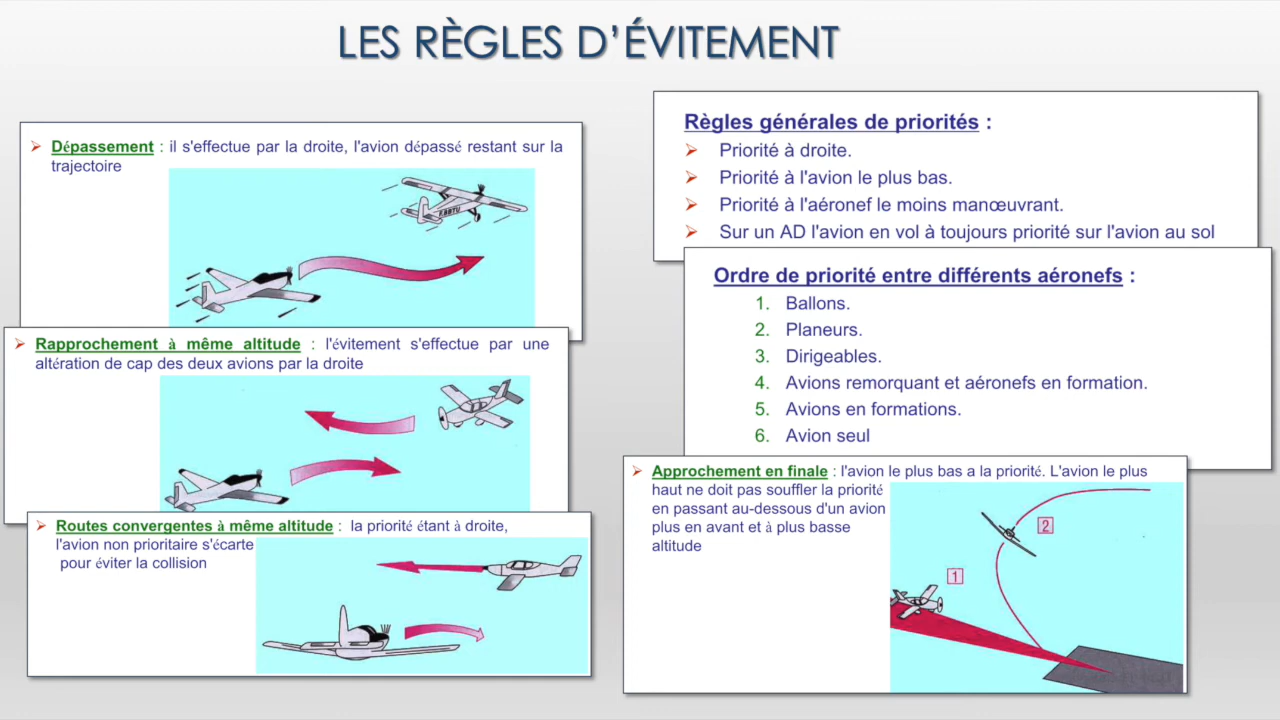 LES RÈGLES D'ÉVITEMENT
➢ Dépassement : il s'effectue par la droite, l'avion dépassé restant sur la
trajectoire
F.BBTU
➢ Rapprochement à même altitude : l'évitement s'effectue par une
altération de cap des deux avions par la droite
➢ Routes convergentes à même altitude : la priorité étant à droite,
l'avion non prioritaire s'écarte
pour éviter la collision
Règles générales de priorités :
➢ Priorité à droite.
➢ Priorité à l'avion le plus bas.
➢ Priorité à l'aéronef le moins manœuvrant.
➢ Sur un AD l'avion en vol à toujours priorité sur l'avion au sol
Ordre de priorité entre différents aéronefs :
1. Ballons.
2. Planeurs.
3. Dirigeables.
4. Avions remorquant et aéronefs en formation.
5. Avions en formations.
6. Avion seul
➢ Approchement en finale : l'avion le plus bas a la priorité. L'avion le plus
haut ne doit pas souffler la priorité
en passant au-dessous d'un avion
plus en avant et à plus basse
altitude
2
1